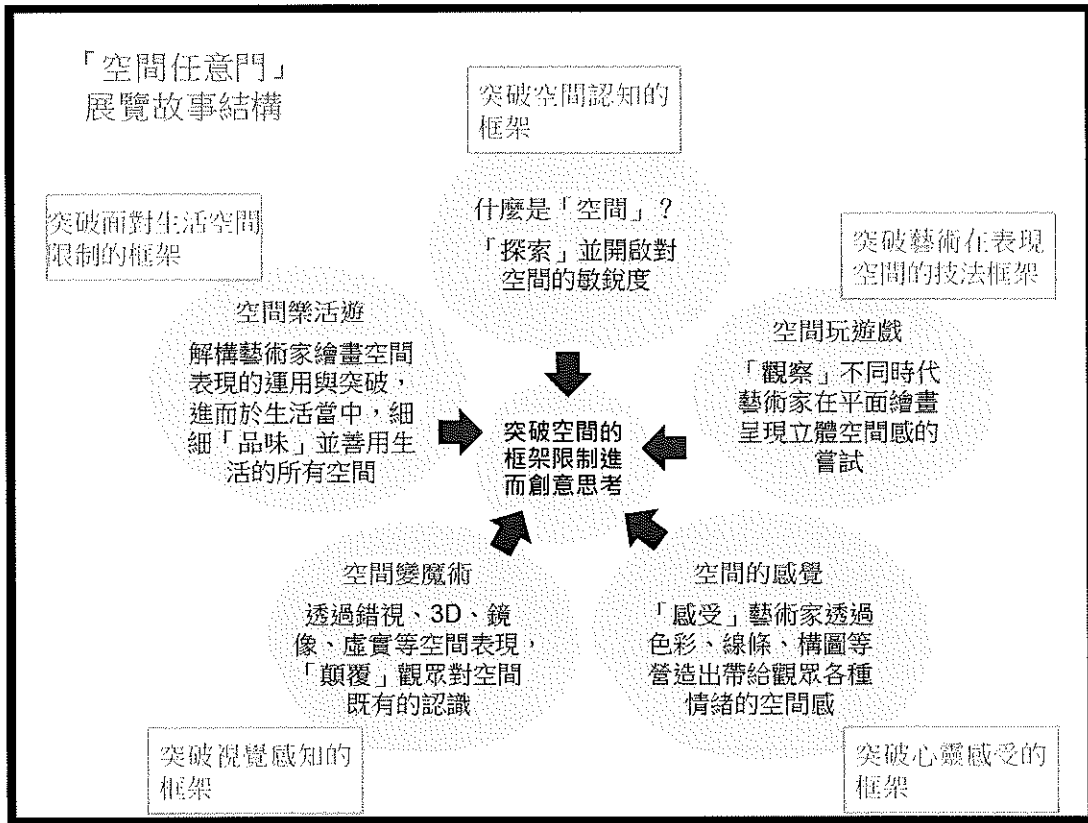 「空間任意門」
展覽故事結構
突破空間認知的
框架
什麼是「空間」？
「探索」並開啟對
空間的敏銳度
突破面對生活空間
限制的框架
空間樂活遊
解構藝術家繪畫空間
表現的運用與突破，
進而於生活當中，細
細「品味」並善用生
活的所有空間
突破藝術在表現
空間的技法框架
空間玩遊戲
「觀察」不同時代
藝術家在平面繪畫
呈現立體空間感的
嘗試
突破空間的
框架限制進
而創意思考
空間變魔術
透過錯視、3D、鏡
像、虛實等空間表現，
「顛覆」觀眾對空間
既有的認識
突破視覺感知的
框架
空間的感覺
「感受」藝術家透過
色彩、線條、構圖等
營造出帶給觀眾各種
情緒的空間感
突破心靈感受的
框架